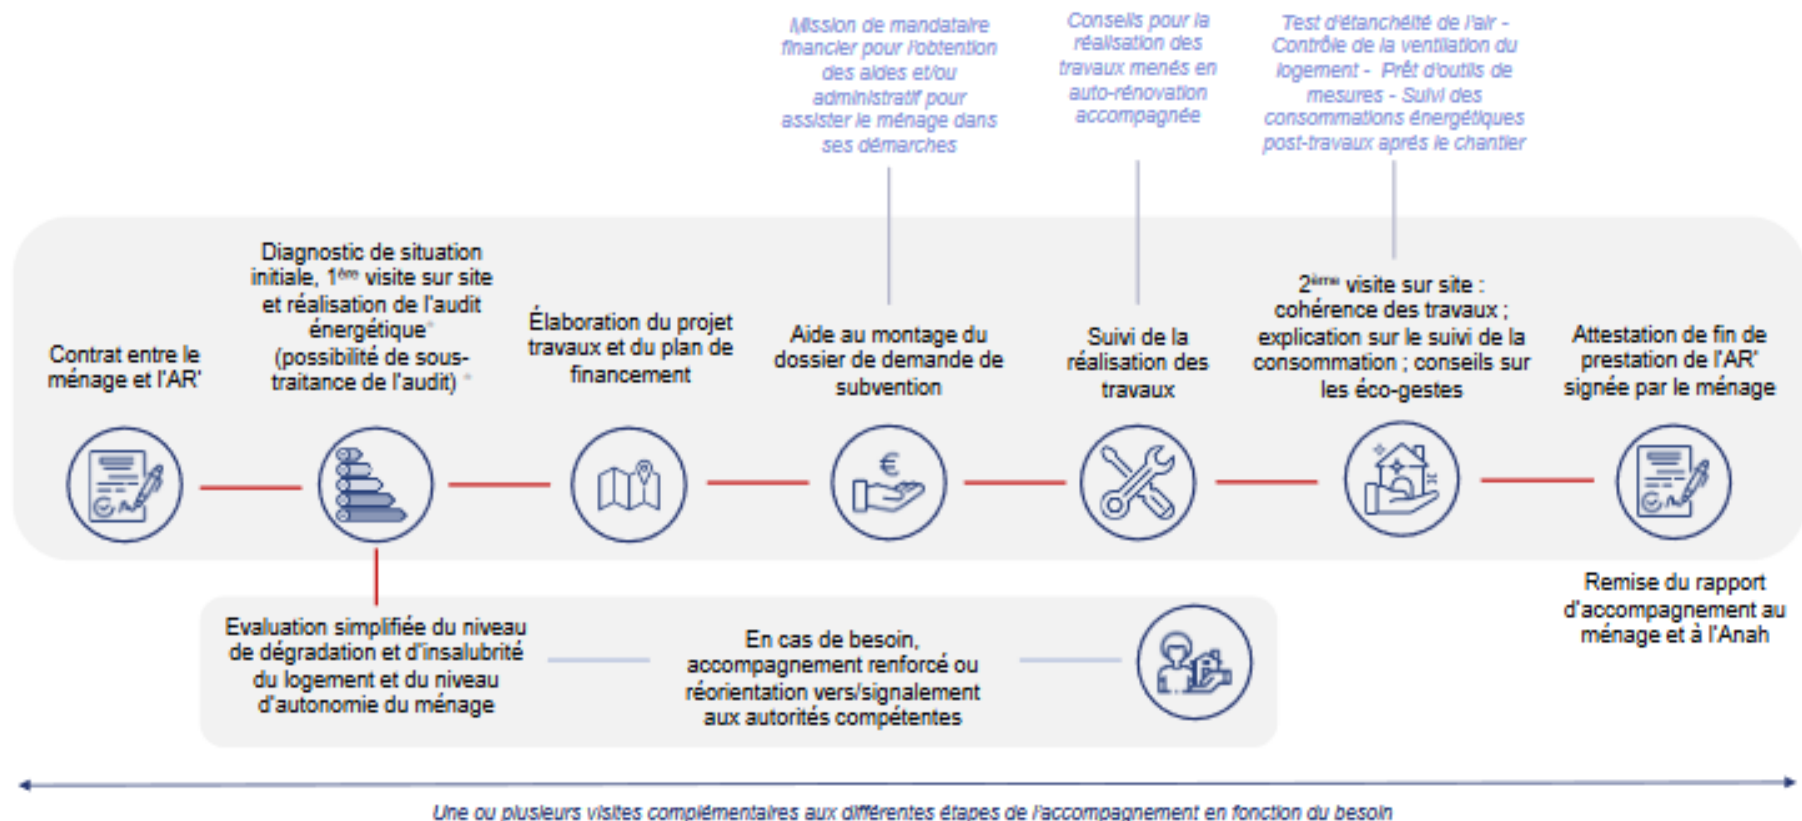 Mission de mandataire
financier pour l'obtention
des aides et/ou
administratif pour
assister le ménage dans
ses démarches
Conseils pour la
réalisation des
travaux menés en
auto-rénovation
accompagnée
Test d'étanchéité de l'air -
Contrôle de la ventilation du
logement - Prêt d'outils de
mesures - Suivi des
consommations énergétiques
post-travaux après le chantier
Contrat entre le
ménage et l'AR'
Diagnostic de situation
initiale, 1ère visite sur site
et réalisation de l'audit
énergétique*
(possibilité de sous-
traitance de l'audit) *
Élaboration du projet
travaux et du plan de
financement
Aide au montage du
dossier de demande de
subvention
Suivi de la
réalisation des
travaux
2ème visite sur site :
cohérence des travaux ;
explication sur le suivi de la
consommation ; conseils sur
les éco-gestes
Attestation de fin de
prestation de l'AR'
signée par le ménage
€
Remise du rapport
d'accompagnement au
ménage et à l'Anah
Evaluation simplifiée du niveau
de dégradation et d'insalubrité
du logement et du niveau
d'autonomie du ménage
En cas de besoin,
accompagnement renforcé ou
réorientation vers/signalement
aux autorités compétentes
Une ou plusieurs visites complémentaires aux différentes étapes de l'accompagnement en fonction du besoin